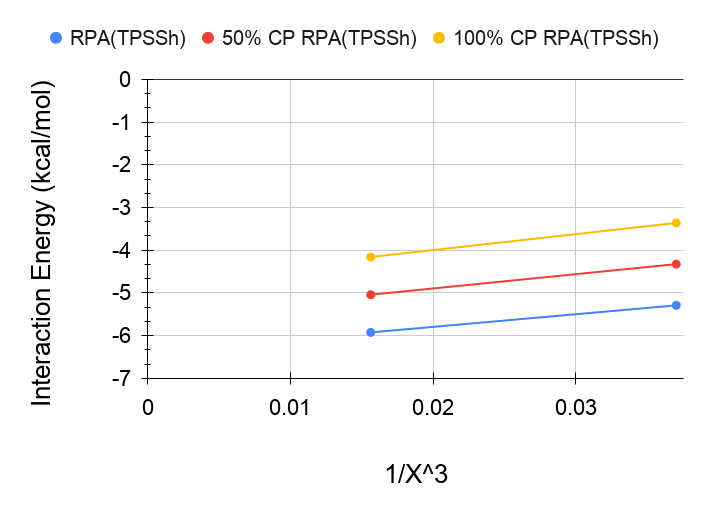 RPA(TPSSh) 50% CP RPA(TPSSh) 100% CP RPA(TPSSh)
Interaction Energy (kcal/mol)
0
-1
-2
-3
-4
-5
-6
-7
0 0.01 0.02 0.03
1/X^3